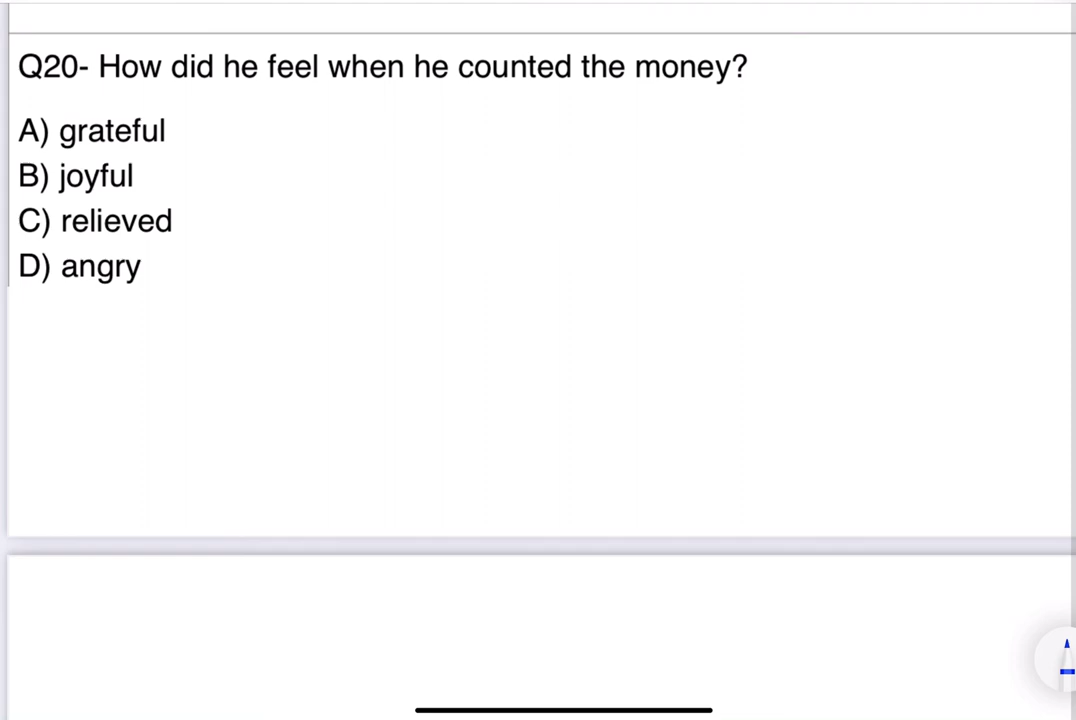 Q20- How did he feel when he counted the money?
A) grateful
B) joyful
C) relieved
D) angry